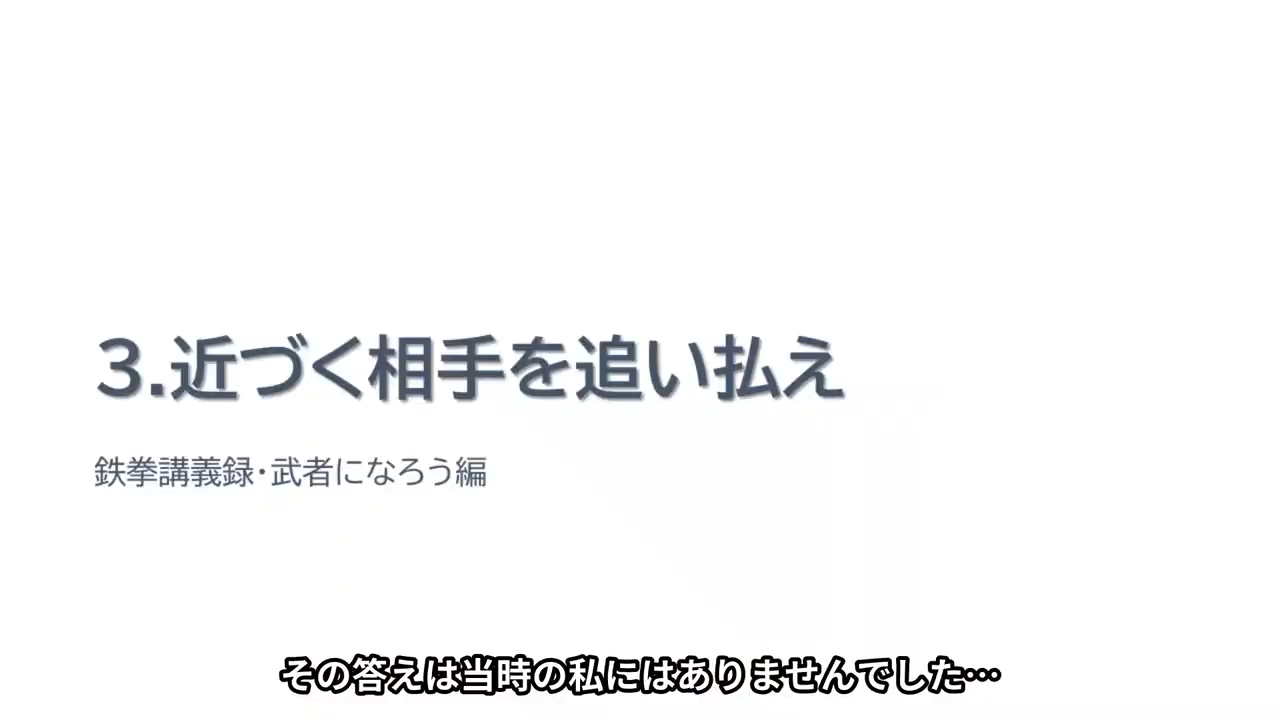 3.近づく相手を追い払え
鉄拳講義録・武者になろう編
その答えは当時の私にはありませんでした…